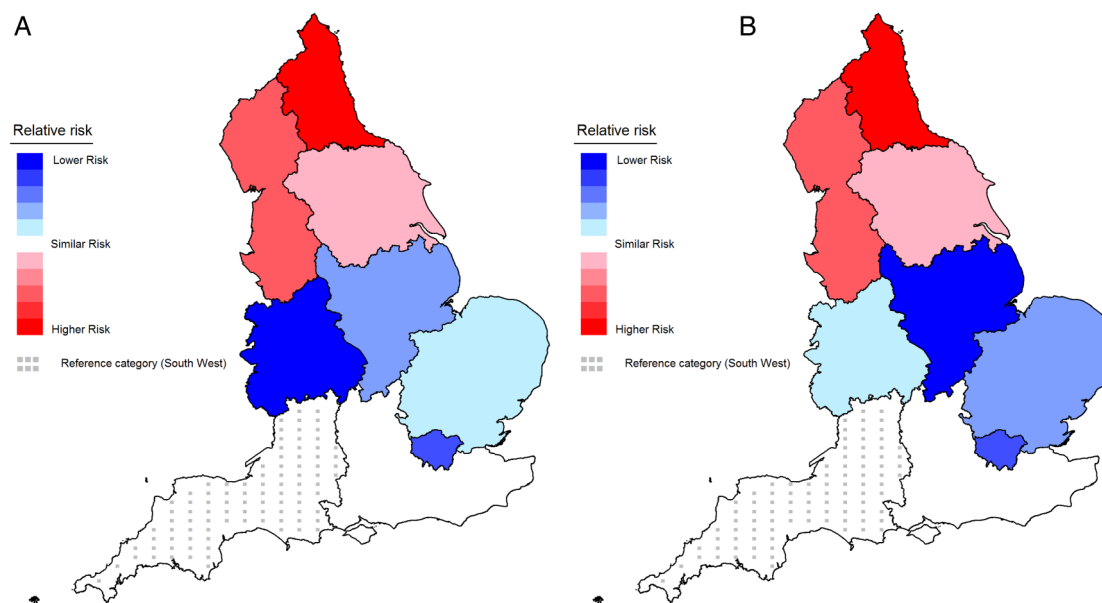 A
Relative risk
Lower Risk
Similar Risk
Higher Risk
Reference category (South West)
B
Relative risk
Lower Risk
Similar Risk
Higher Risk
Reference category (South West)